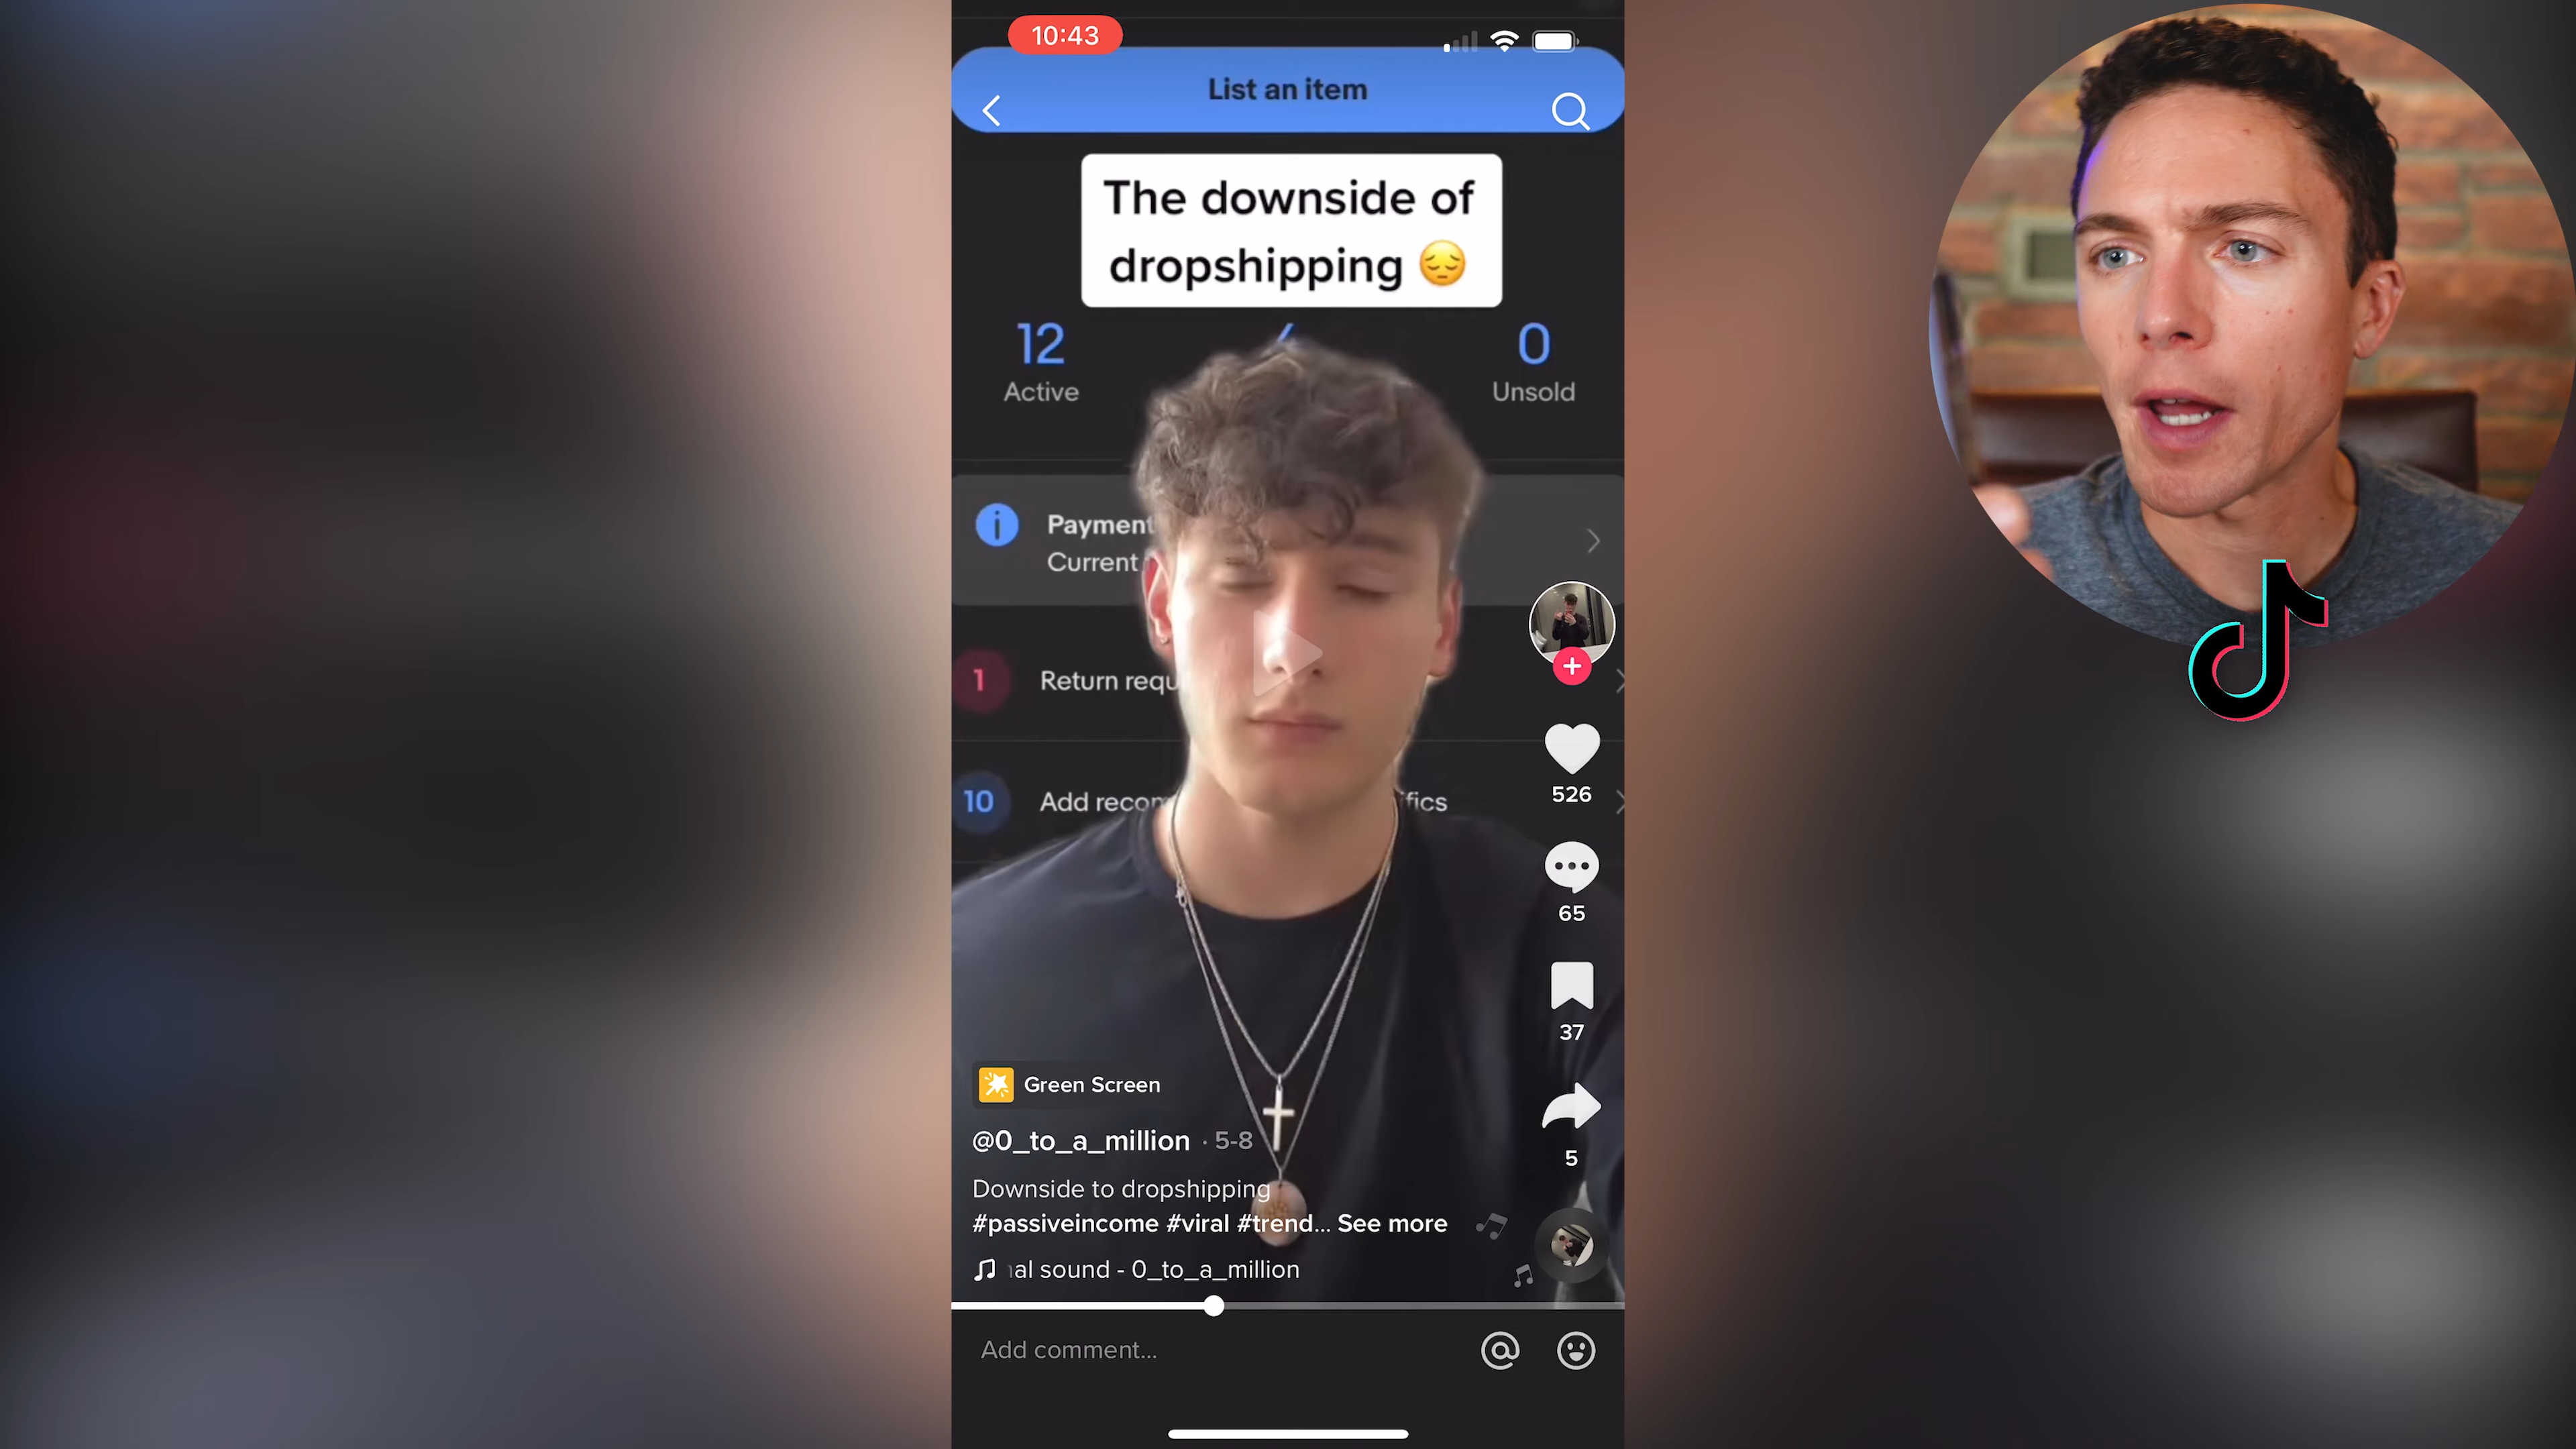 10:43
List an item
The downside of
dropshipping 😔
12
0
Active
Unsold
Payment
Current
1
Return requ
10
Add recom
fics
526
65
37
5
Green Screen
@0_to_a_million · 5-8
Downside to dropshipping
#passiveincome #viral #trend... See more
al sound - 0_to_a_million
Add comment...